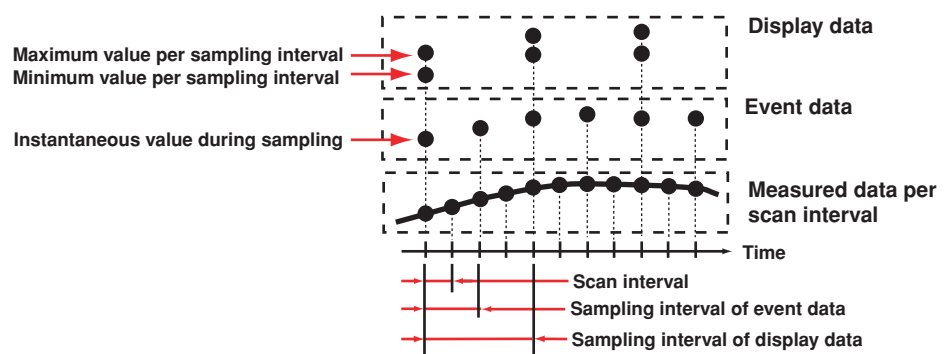 Display data
Maximum value per sampling interval
Minimum value per sampling interval
Event data
Instantaneous value during sampling
Measured data per
scan interval
Time
Scan interval
Sampling interval of event data
Sampling interval of display data